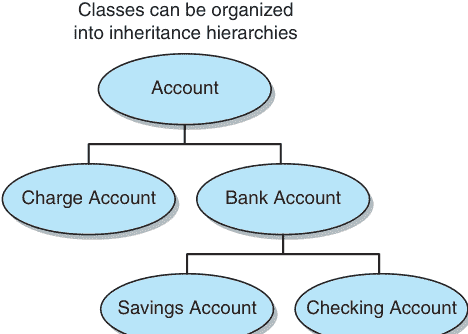 Classes can be organized
into inheritance hierarchies
Account
Charge Account
Bank Account
Savings Account
Checking Account